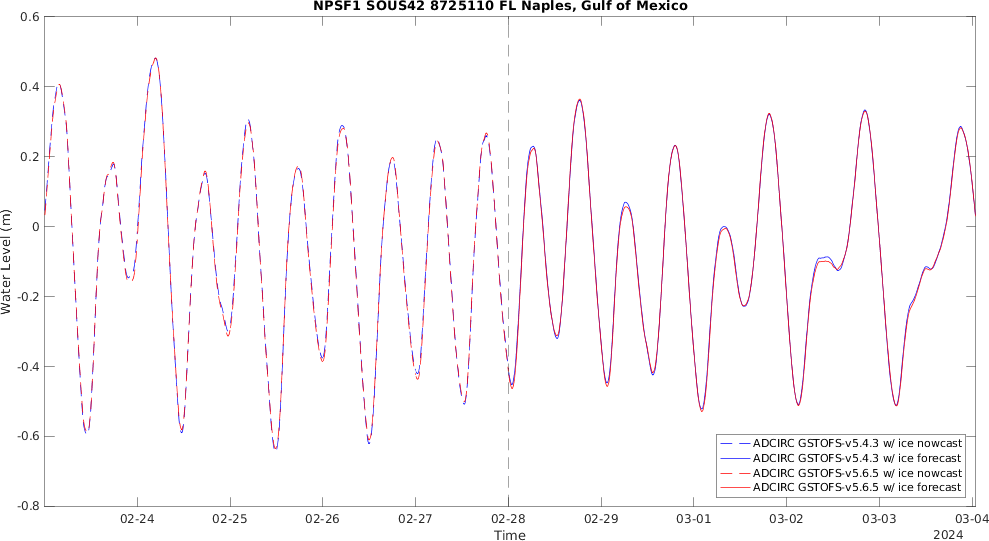 NPSF1 SOUS42 8725110 FL Naples, Gulf of Mexico
Water Level (m)
0.6
0.4
0.2
0
-0.2
-0.4
-0.6
-0.8
ADCIRC GSTOFS-v5.4.3 w/ ice nowcast
ADCIRC GSTOFS-v5.4.3 w/ ice forecast
ADCIRC GSTOFS-v5.6.5 w/ ice nowcast
ADCIRC GSTOFS-v5.6.5 w/ ice forecast
02-24 02-25 02-26 02-27 02-28 02-29 03-01 03-02 03-03 03-04
Time
2024